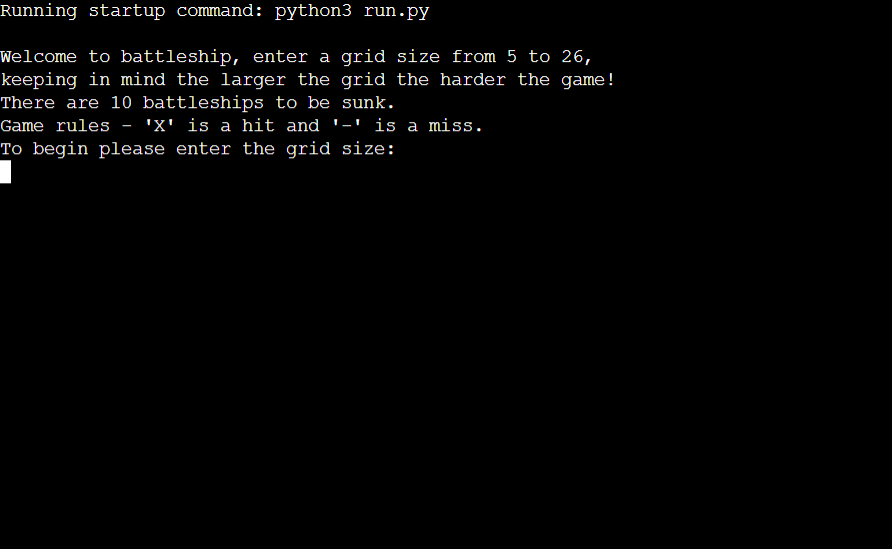 Running startup command: python3 run.py
Welcome to battleship, enter a grid size from 5 to 26,
keeping in mind the larger the grid the harder the game!
There are 10 battleships to be sunk.
Game rules - 'X' is a hit and '-' is a miss.
To begin please enter the grid size: